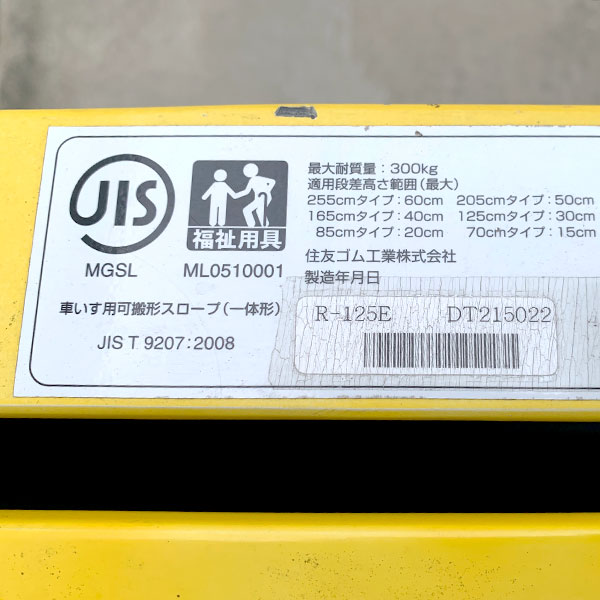 JIS
福祉用具
MGSL ML0510001
車いす用可搬形スロープ(一体形)
JIS T 9207:2008
最大耐質量:300kg
適用段差高さ範囲(最大)
255cmタイプ:60cm 205cmタイプ:50cm
165cmタイプ:40cm 125cmタイプ:30cm
85cmタイプ:20cm 70cmタイプ:15cm
住友ゴム工業株式会社
製造年月日
R-125E DT215022